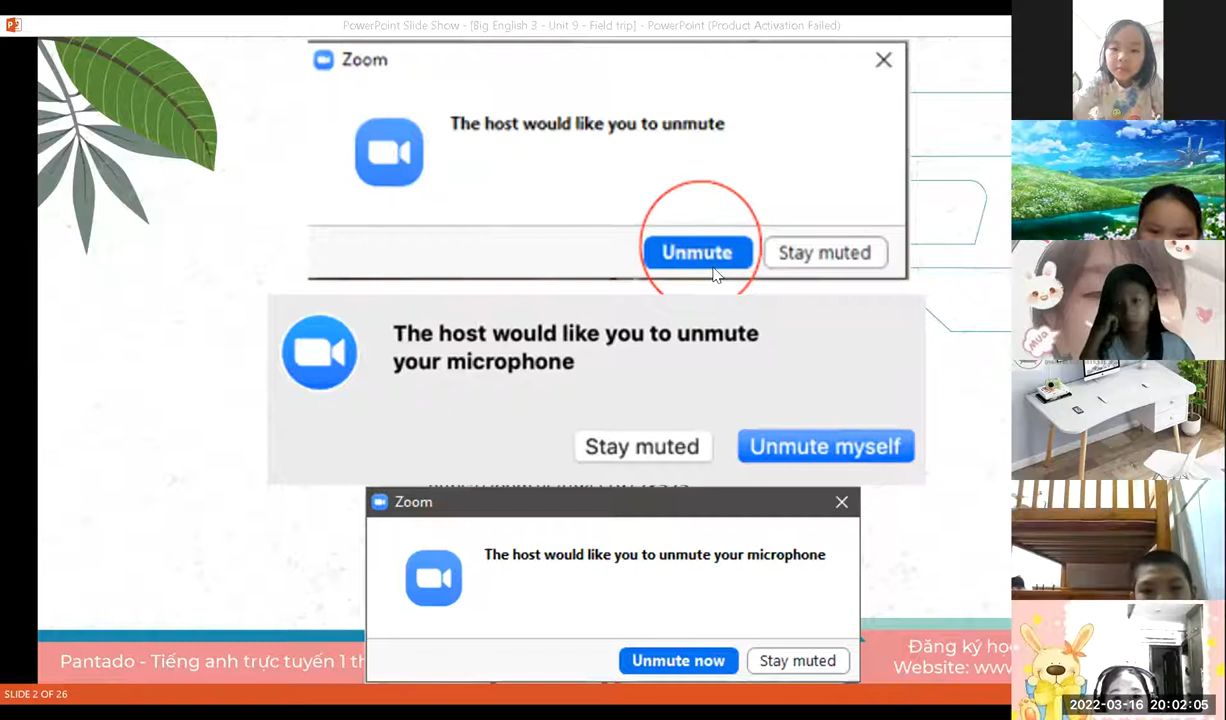 PowerPoint Slide Show - [Big English 3 - Unit 9 - Field trip] - PowerPoint (Product Activation Failed)
Zoom
The host would like you to unmute
Unmute
Stay muted
The host would like you to unmute
your microphone
Stay muted
Unmute myself
Zoom
The host would like you to unmute your microphone
Unmute now
Stay muted
Pantado - Tiếng anh trực tuyến 1 th
Đăng ký họ
Website: www
SLIDE 2 OF 26
MUA
2022-03-16 20:02:05